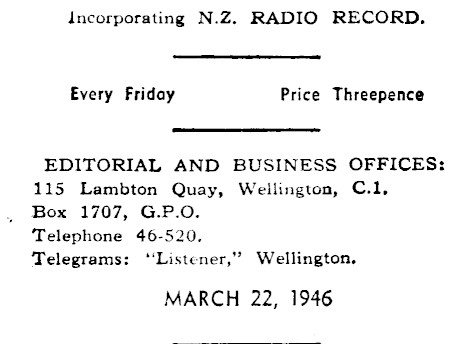 Incorporating N.Z. RADIO RECORD.
Every Friday Price Threepence
EDITORIAL AND BUSINESS OFFICES:
115 Lambton Quay, Wellington, C.1.
Box 1707, G.P.O.
Telephone 46-520.
Telegrams: "Listener," Wellington.
MARCH 22, 1946